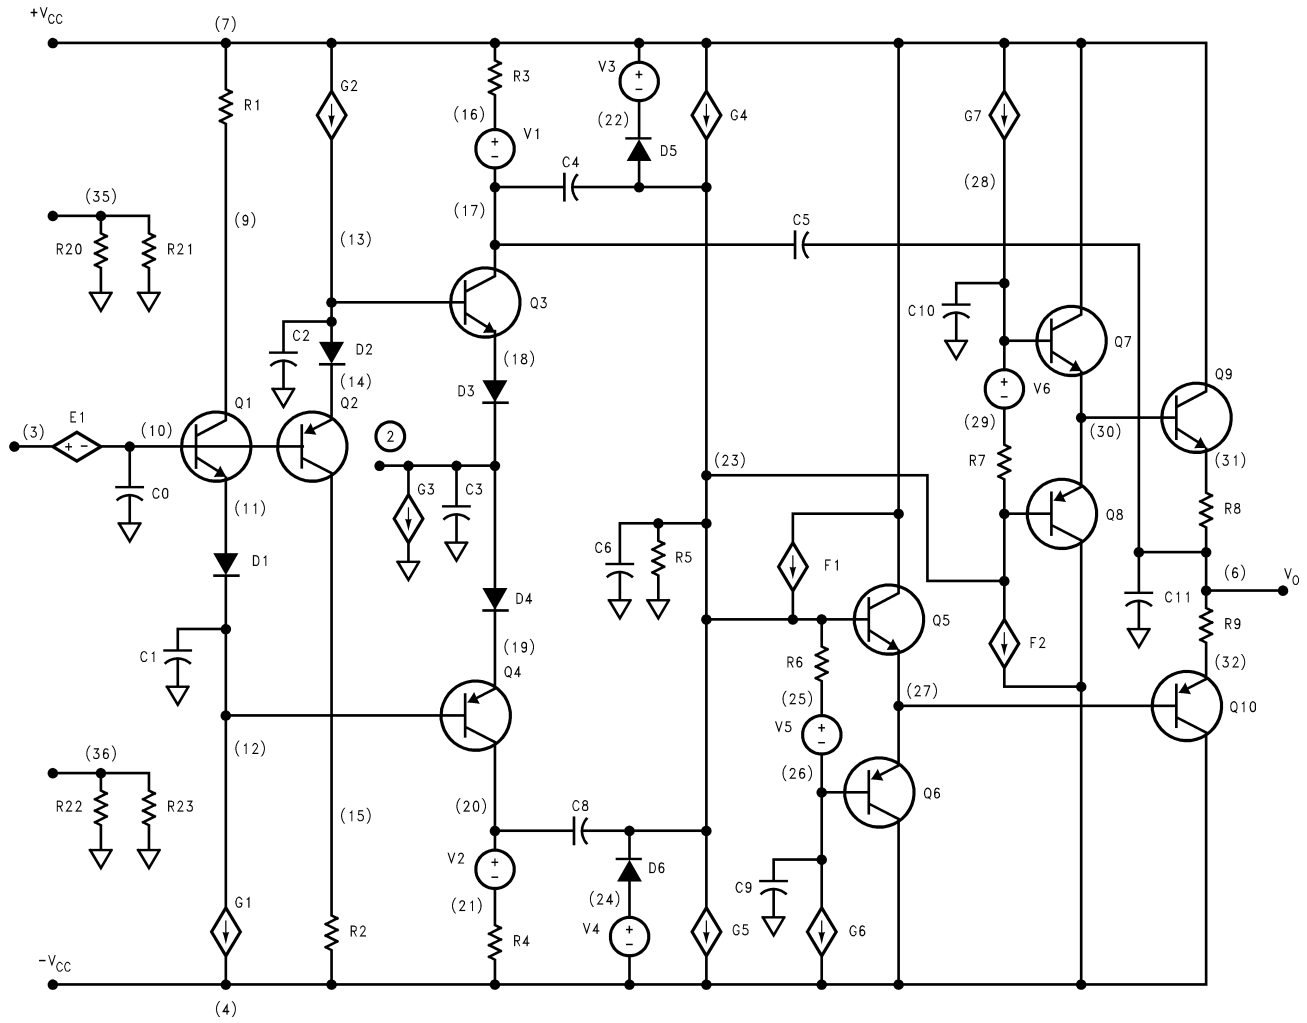 +VCC
(7)
R1
G2
R3
(16)
V1
V3
(22)
D5
G4
G7
(28)
C4
(35)
R20
R21
(9)
(13)
(17)
C5
Q3
C2
D2
(14)
(18)
C10
Q7
V6
(29)
Q9
(3)
E1
+ -
(10)
Q1
Q2
D3
2
(30)
(31)
C0
(11)
G3
C3
(23)
R7
Q8
R8
D1
C6
R5
F1
(6)
VO
C11
D4
Q5
R9
F2
C1
(19)
Q4
R6
(25)
(27)
(32)
Q10
(12)
V5
(26)
(36)
R22
R23
(15)
(20)
C8
Q6
V2
(21)
D6
(24)
C9
G1
R2
R4
V4
G5
G6
-VCC
(4)